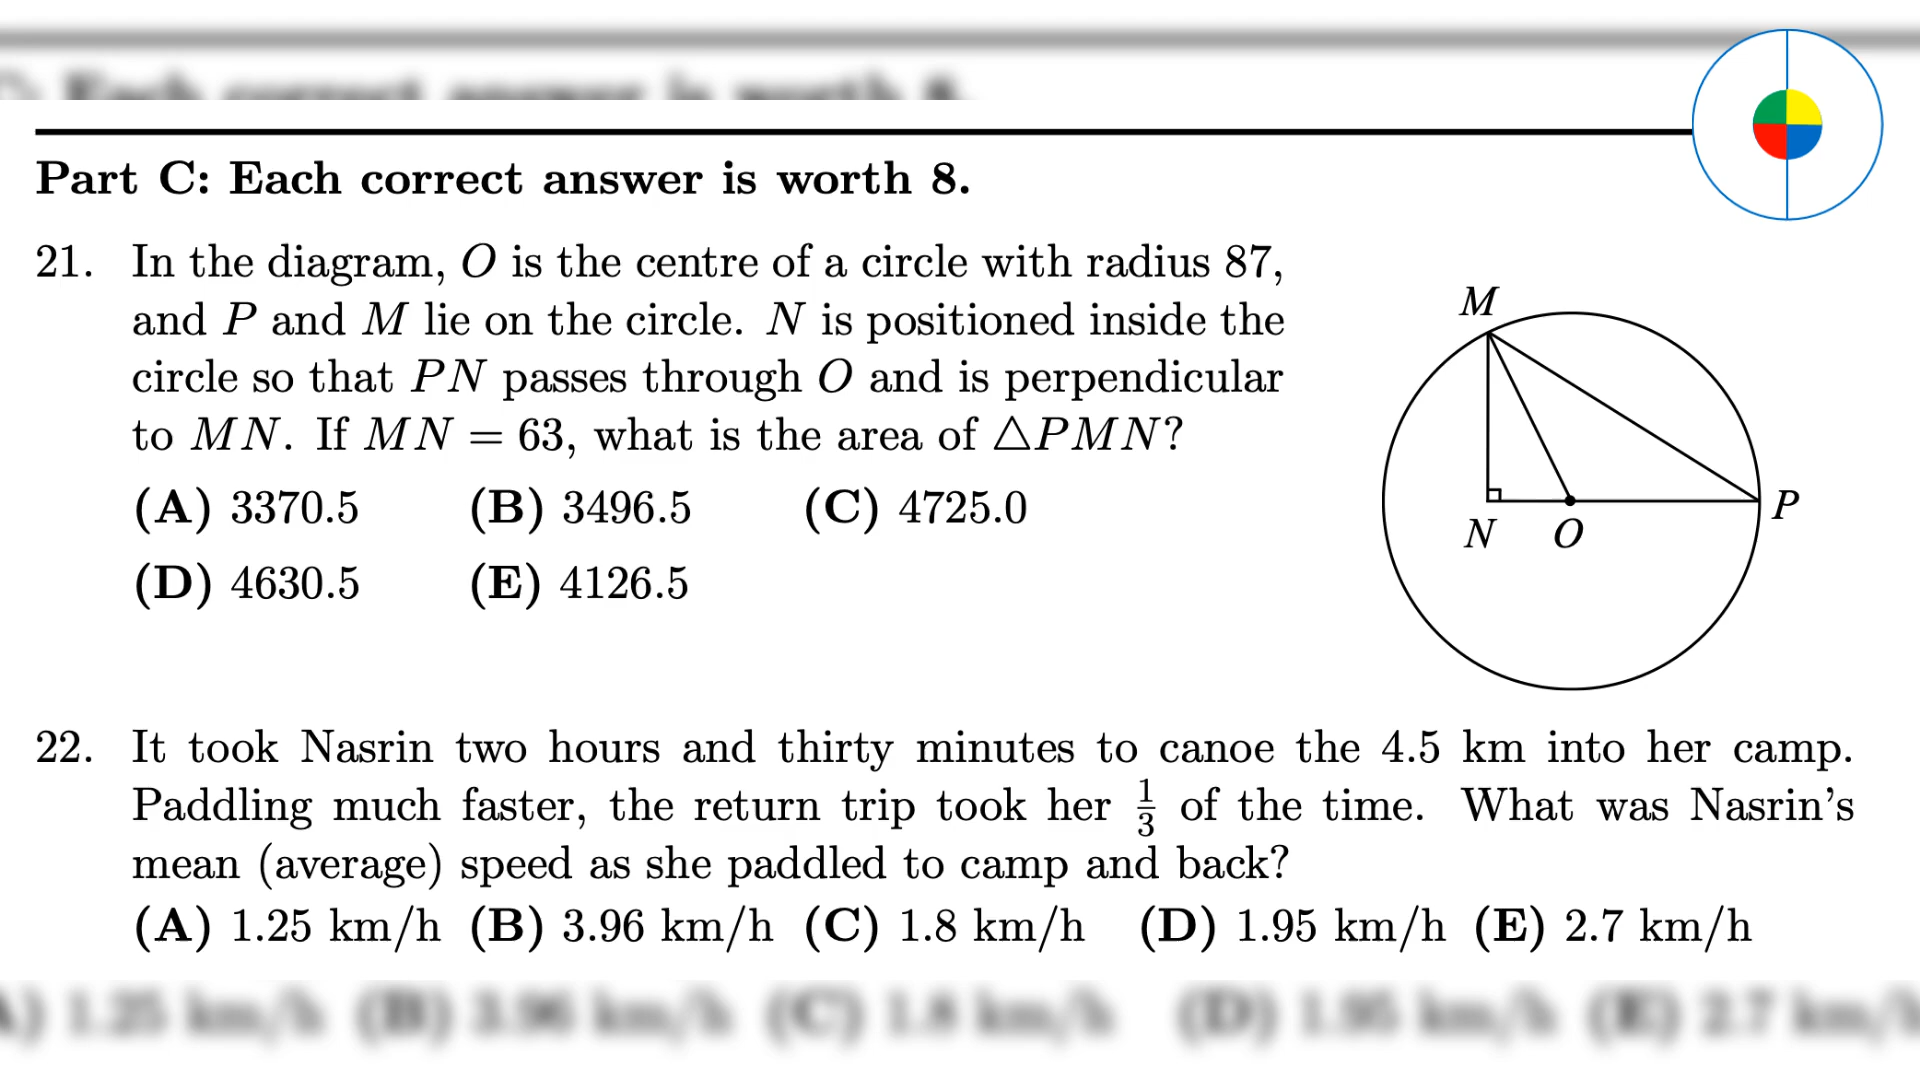 Part C: Each correct answer is worth 8.
21. In the diagram, O is the centre of a circle with radius 87,
and P and M lie on the circle. N is positioned inside the
circle so that PN passes through O and is perpendicular
to MN. If MN = 63, what is the area of △PMN?
(A) 3370.5 (B) 3496.5 (C) 4725.0
(D) 4630.5 (E) 4126.5
M
N O P
22. It took Nasrin two hours and thirty minutes to canoe the 4.5 km into her camp.
Paddling much faster, the return trip took her 1/3 of the time. What was Nasrin's
mean (average) speed as she paddled to camp and back?
(A) 1.25 km/h (B) 3.96 km/h (C) 1.8 km/h (D) 1.95 km/h (E) 2.7 km/h